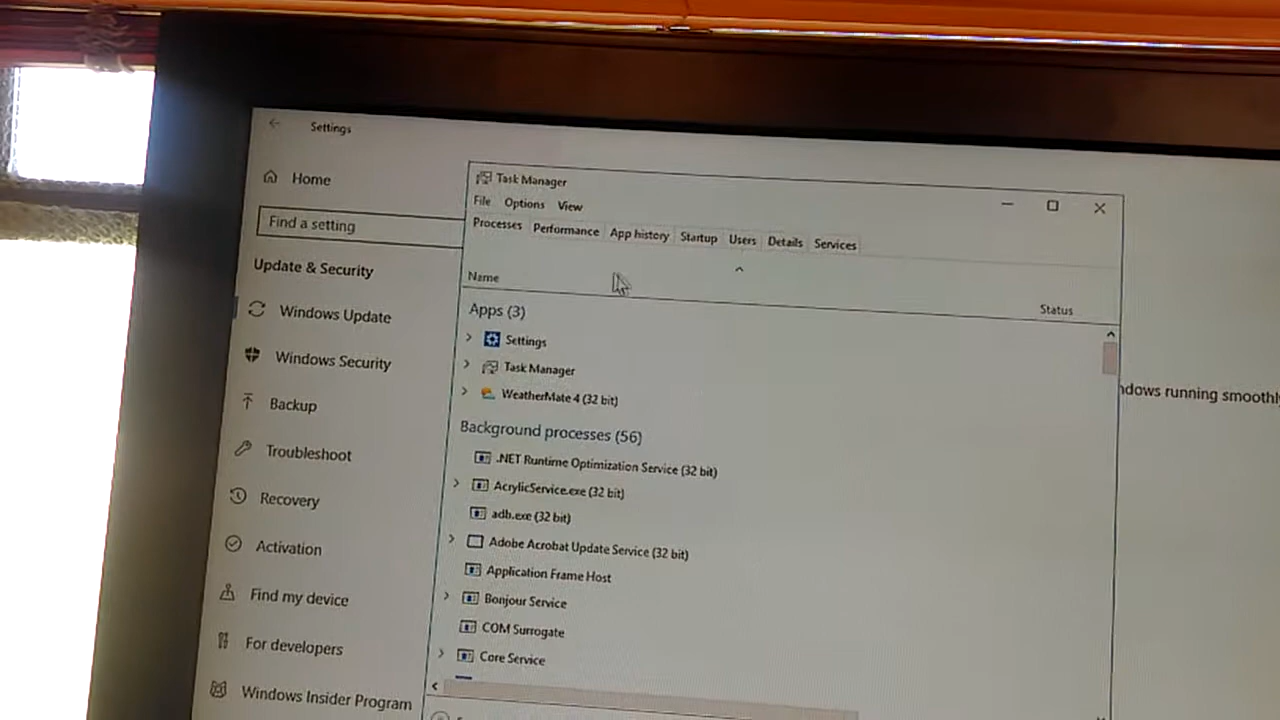 Settings
Home
Find a setting
Update & Security
Windows Update
Windows Security
Backup
Troubleshoot
Recovery
Activation
Find my device
For developers
Windows Insider Program
Task Manager
File Options View
Processes Performance App history Startup Users Details Services
Name Status
Apps (3)
Settings
Task Manager
WeatherMate 4 (32 bit)
Background processes (56)
.NET Runtime Optimization Service (32 bit)
AcrylicService.exe (32 bit)
adb.exe (32 bit)
Adobe Acrobat Update Service (32 bit)
Application Frame Host
Bonjour Service
COM Surrogate
Core Service
running smoothly